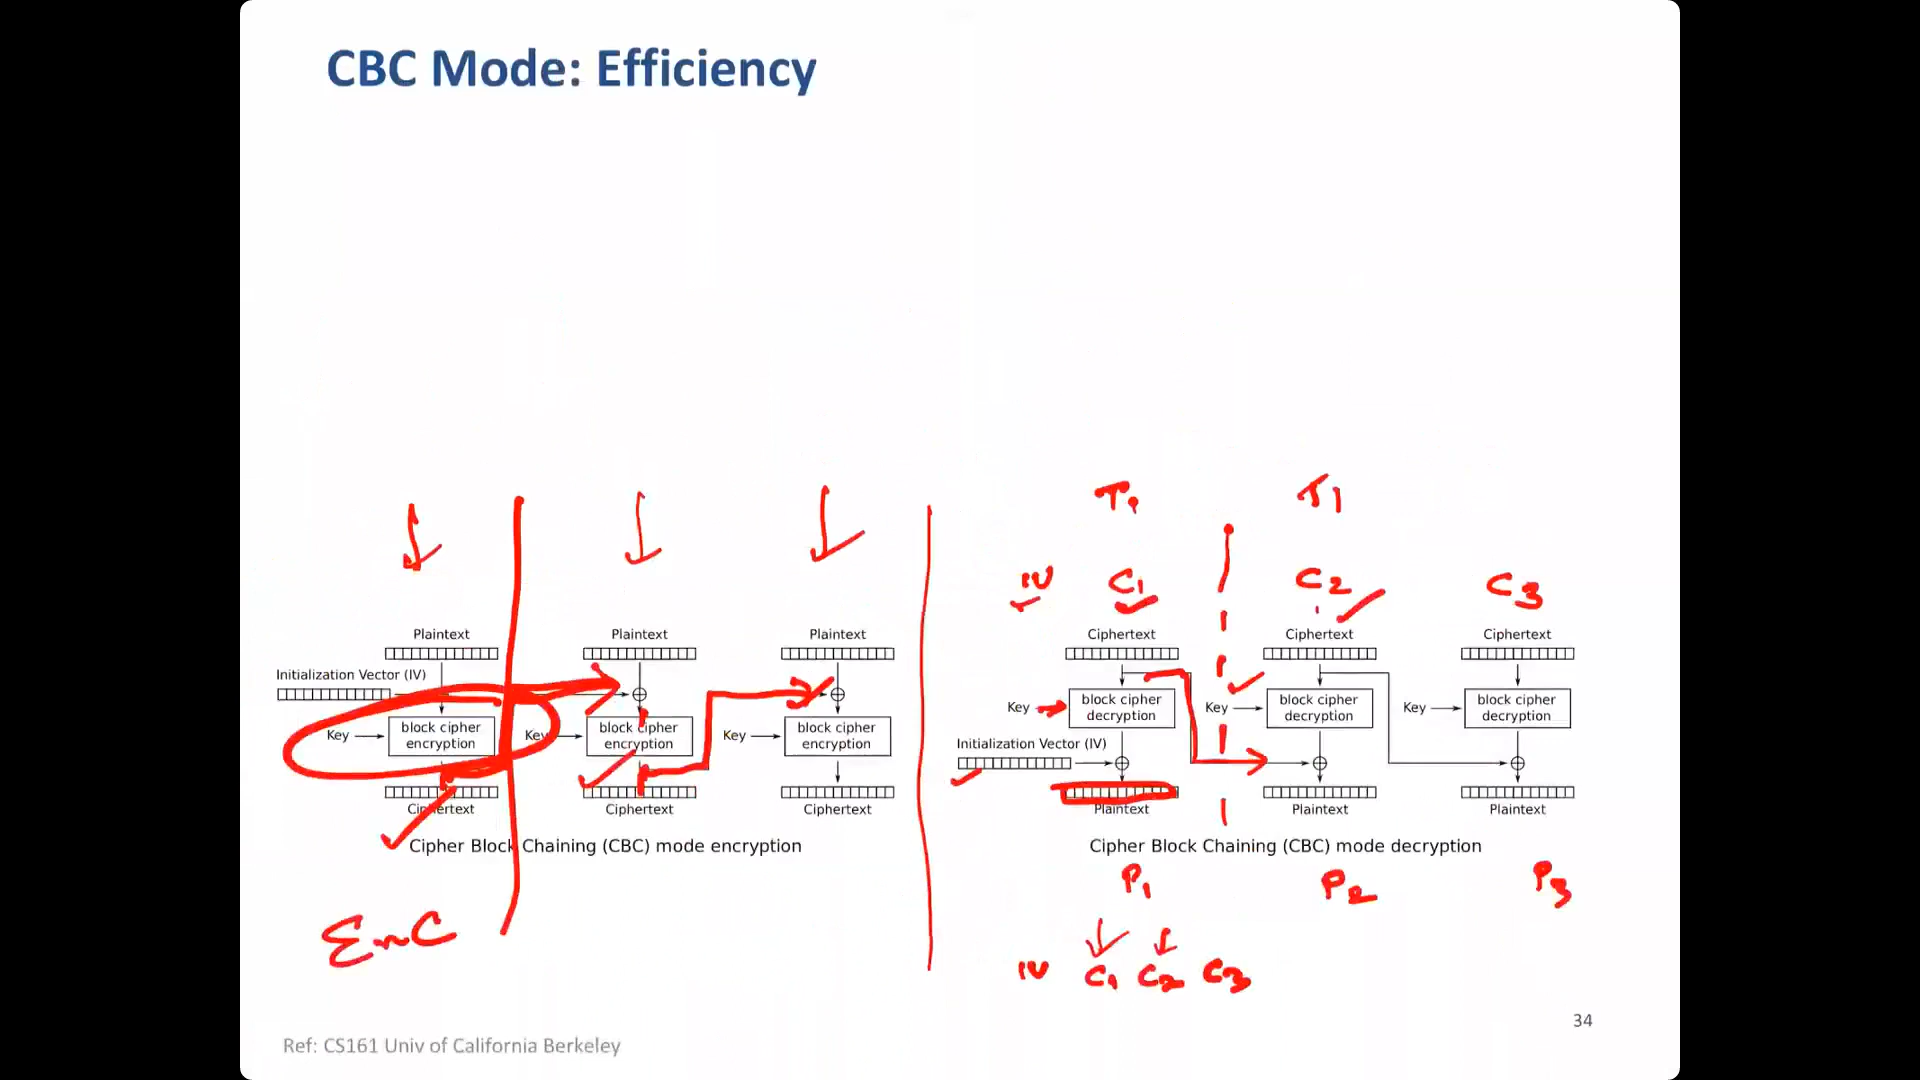 CBC Mode: Efficiency
T1 T1
IV C1 C2 C3
Plaintext Plaintext Plaintext
Initialization Vector (IV)
Key block cipher encryption Key block cipher encryption Key block cipher encryption
Ciphertext Ciphertext Ciphertext
Cipher Block Chaining (CBC) mode encryption
Enc
Ciphertext Ciphertext Ciphertext
Key block cipher decryption Key block cipher decryption Key block cipher decryption
Initialization Vector (IV)
Plaintext Plaintext Plaintext
Cipher Block Chaining (CBC) mode decryption
P1 P2 P3
IV C1 C2 C3
34
Ref: CS161 Univ of California Berkeley